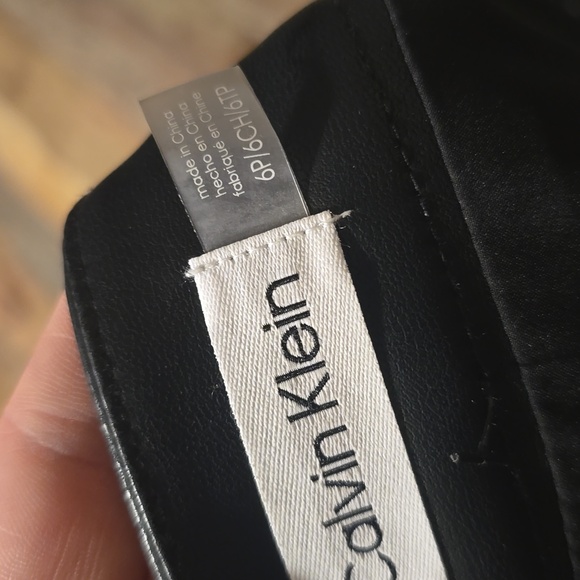 made in China
hecho en China
fabriqué en Chine
6P/6CH/6TP
Calvin Klein